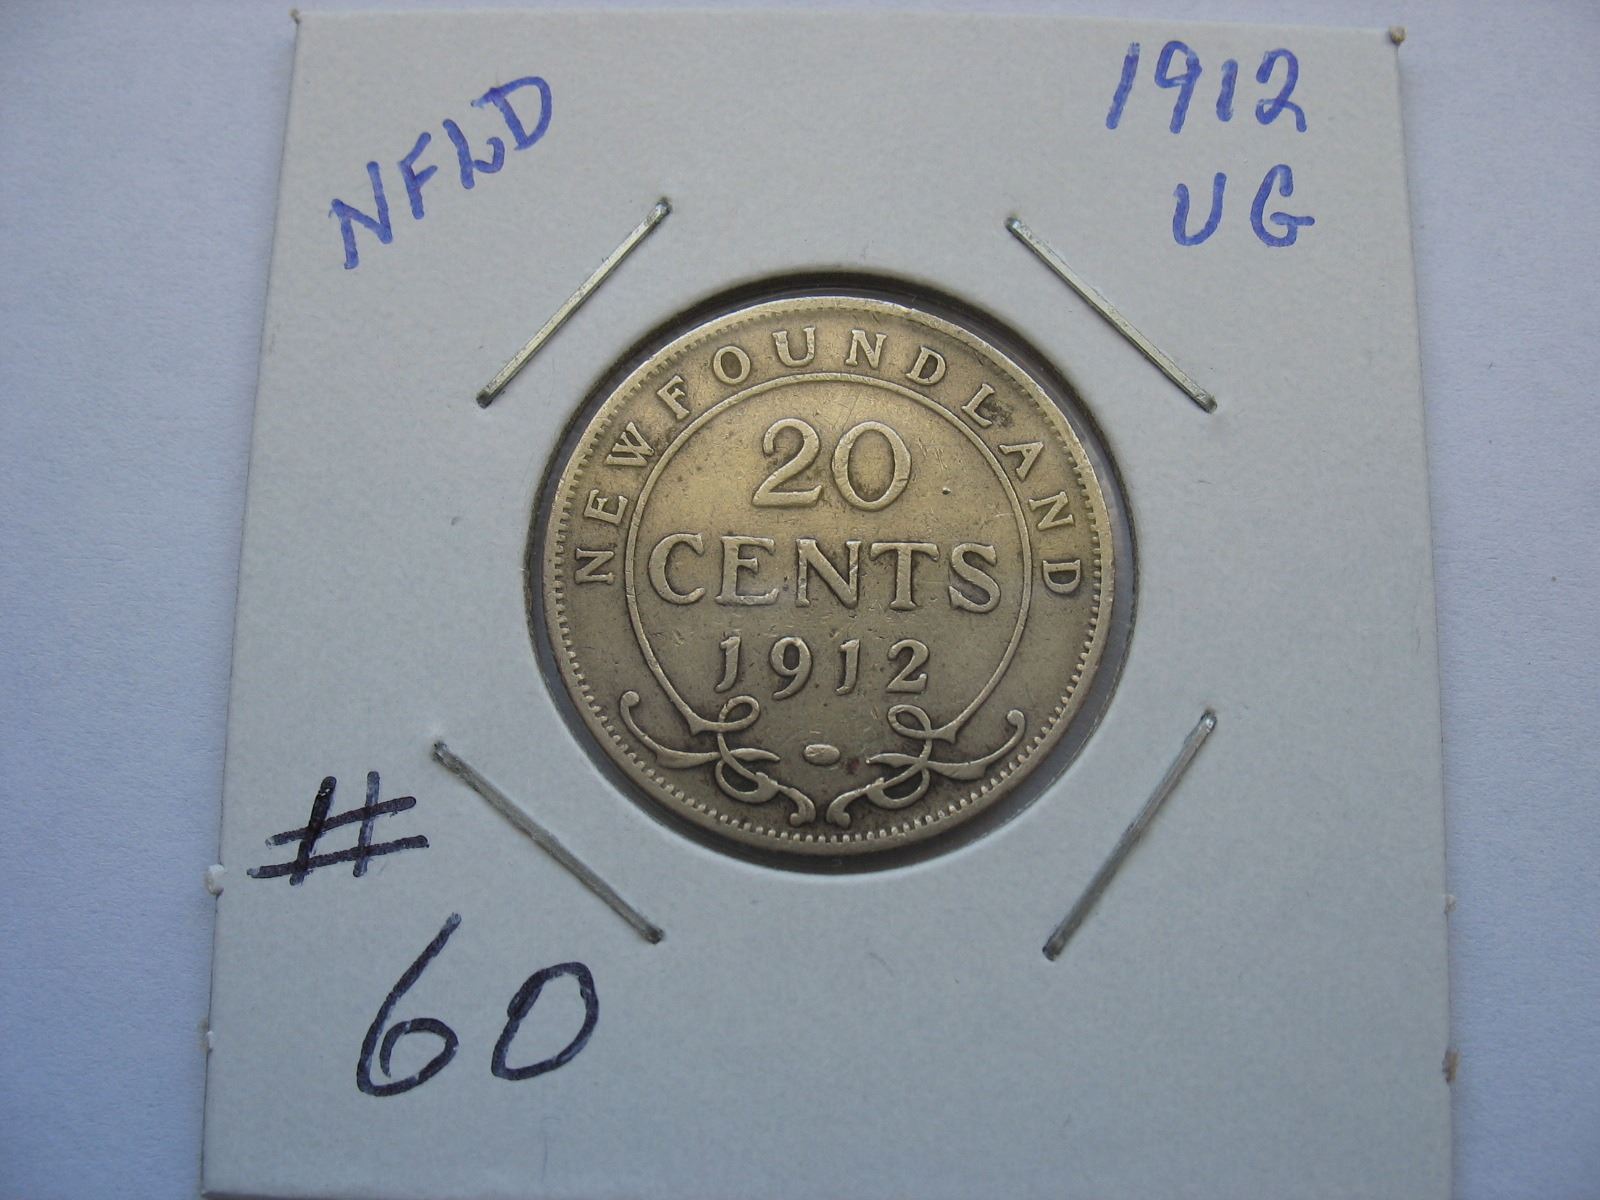 NFLD
1912
VG
NEWFOUNDLAND
20
CENTS
1912
#
60